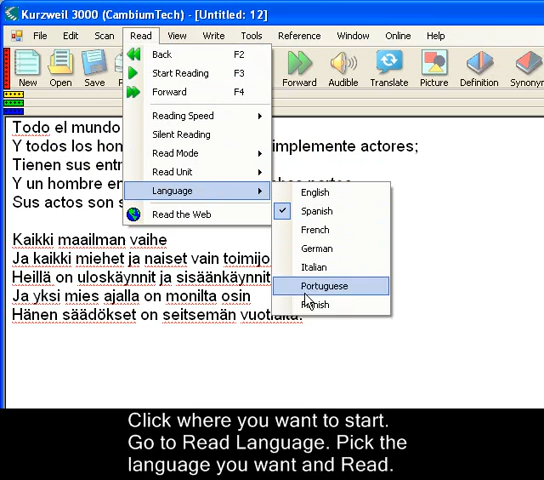 Kurzweil 3000 (CambiumTech) - [Untitled: 12]
File Edit Scan Read View Write Tools Reference Window Online Help
New Open Save Forward Audible Translate Picture Definition Synonym
Back F2
Start Reading F3
Forward F4
Reading Speed
Silent Reading
Read Mode
Read Unit
Language
Read the Web
English
Spanish
French
German
Italian
Portuguese
Todo el mundo
Y todos los implemente actores;
Tienen sus
Y un hombre
Sus actos son
Kaikki maailman vaihe
Ja kaikki miehet ja naiset vain toimijo
Heillä on uloskäynnit ja sisäänkäynnit
Ja yksi mies ajalla on monilta osin
Hänen säädökset on seitsemän vuotiaita.
Click where you want to start.
Go to Read Language. Pick the
language you want and Read.